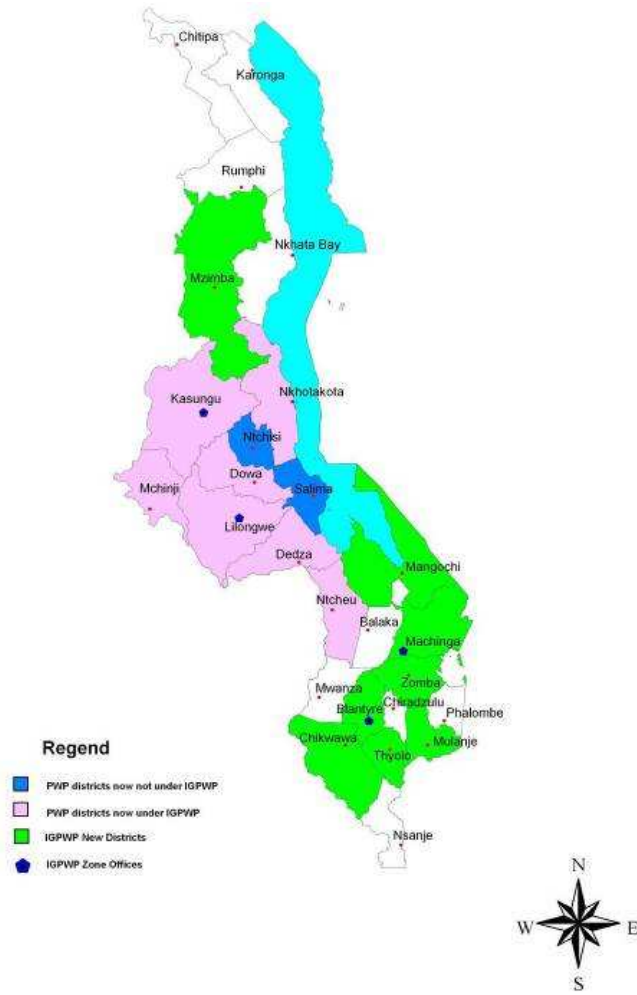 Chitipa
Karonga
Rumphi
Nkhata Bay
Mzimba
Nkhotakota
Kasungu
Ntchisi
Dowa
Salima
Mchinji
Lilongwe
Dedza
Mangochi
Ntcheu
Balaka
Machinga
Zomba
Mwanza
Chiradzulu
Blantyre
Phalombe
Chikwawa
Mulanje
Thyolo
Nsanje
Regend
PWP districts now not under IGPWP
PWP districts now under IGPWP
IGPWP New Districts
IGPWP Zone Offices
N
W E
S